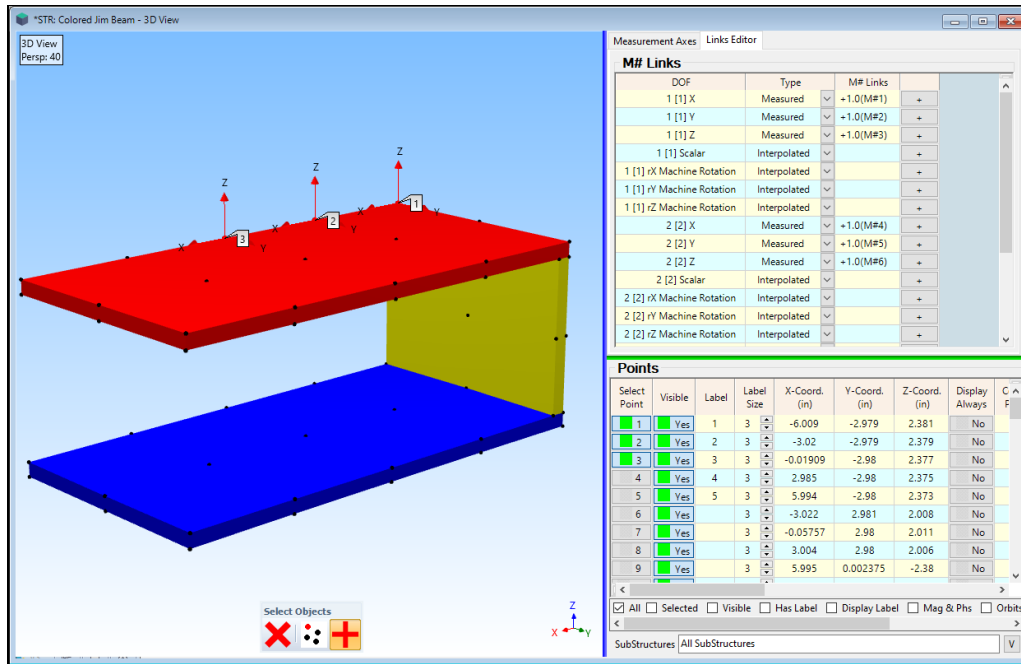 *STR: Colored Jim Beam - 3D View
3D View
Persp: 40
Z
Z
Z
X
1
Y
X
2
Y
X
3
Y
Select Objects
Z
X
Y
Measurement Axes Links Editor
M# Links
DOF Type M# Links
1 [1] X Measured +1.0(M#1) +
1 [1] Y Measured +1.0(M#2) +
1 [1] Z Measured +1.0(M#3) +
1 [1] Scalar Interpolated +
1 [1] rX Machine Rotation Interpolated +
1 [1] rY Machine Rotation Interpolated +
1 [1] rZ Machine Rotation Interpolated +
2 [2] X Measured +1.0(M#4) +
2 [2] Y Measured +1.0(M#5) +
2 [2] Z Measured +1.0(M#6) +
2 [2] Scalar Interpolated +
2 [2] rX Machine Rotation Interpolated +
2 [2] rY Machine Rotation Interpolated +
2 [2] rZ Machine Rotation Interpolated +
Points
Select Point Visible Label Label Size X-Coord. (in) Y-Coord. (in) Z-Coord. (in) Display Always
1 Yes 1 3 -6.009 -2.979 2.381 No
2 Yes 2 3 -3.02 -2.979 2.379 No
3 Yes 3 3 -0.01909 -2.98 2.377 No
4 Yes 4 3 2.985 -2.98 2.375 No
5 Yes 5 3 5.994 -2.98 2.373 No
6 Yes 3 -3.022 2.981 2.008 No
7 Yes 3 -0.05757 2.98 2.011 No
8 Yes 3 3.004 2.98 2.006 No
9 Yes 3 5.995 0.002375 -2.38 No
All Selected Visible Has Label Display Label Mag & Phs Orbits
SubStructures All SubStructures V